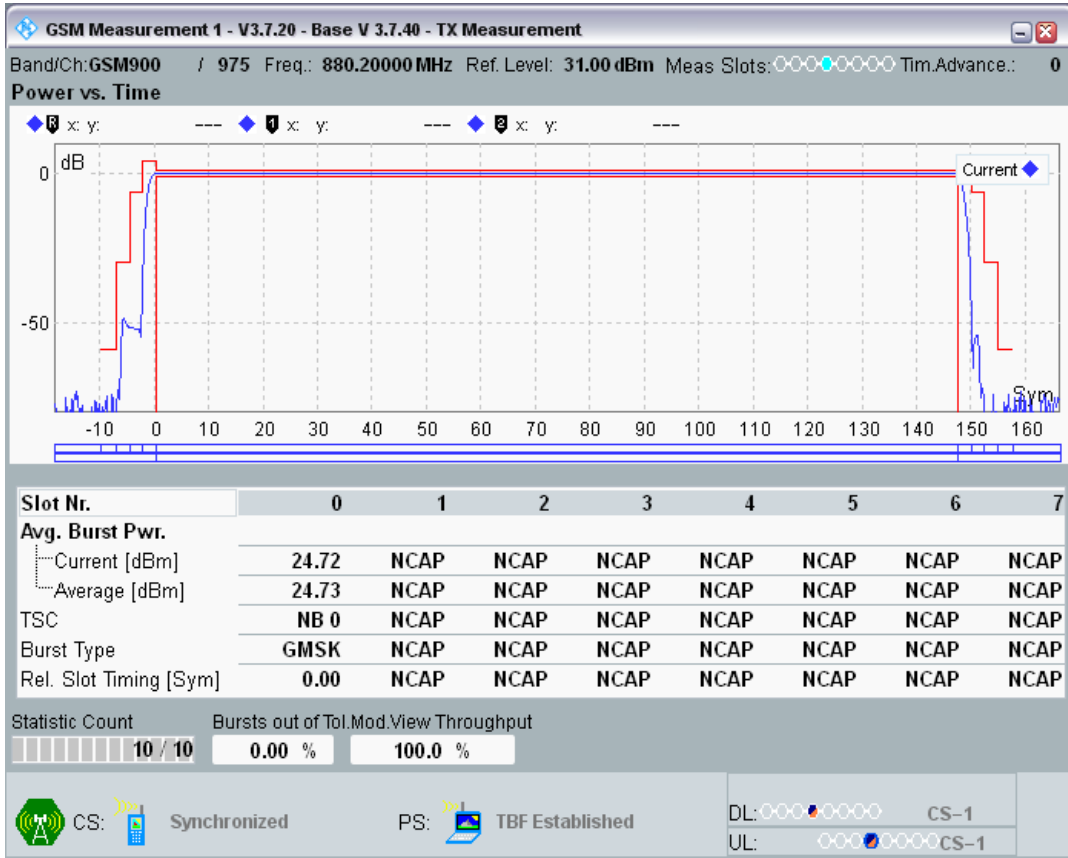 GSM Measurement 1 - V3.7.20 - Base V 3.7.40 - TX Measurement
Band/Ch:GSM900 / 975 Freq.: 880.20000 MHz Ref. Level: 31.00 dBm Meas Slots: Tim.Advance.: 0
Power vs. Time
R x: y: --- 1 x: y: --- 2 x: y: ---
dB
Current
0
-50
Sym
-10 0 10 20 30 40 50 60 70 80 90 100 110 120 130 140 150 160
Slot Nr. 0 1 2 3 4 5 6 7
Avg. Burst Pwr.
Current [dBm] 24.72 NCAP NCAP NCAP NCAP NCAP NCAP NCAP
Average [dBm] 24.73 NCAP NCAP NCAP NCAP NCAP NCAP NCAP
TSC NB 0 NCAP NCAP NCAP NCAP NCAP NCAP NCAP
Burst Type GMSK NCAP NCAP NCAP NCAP NCAP NCAP NCAP
Rel. Slot Timing [Sym] 0.00 NCAP NCAP NCAP NCAP NCAP NCAP NCAP
Statistic Count Bursts out of Tol. Mod.View Throughput
10 / 10 0.00 % 100.0 %
CS: Synchronized PS: TBF Established
DL: CS-1
UL: CS-1